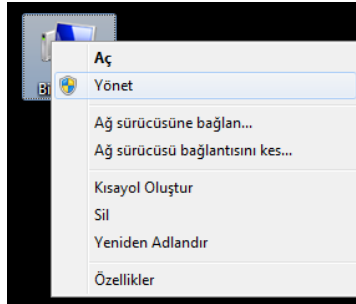 Aç
Yönet
Ağ sürücüsüne bağlan...
Ağ sürücüsü bağlantısını kes...
Kısayol Oluştur
Sil
Yeniden Adlandır
Özellikler